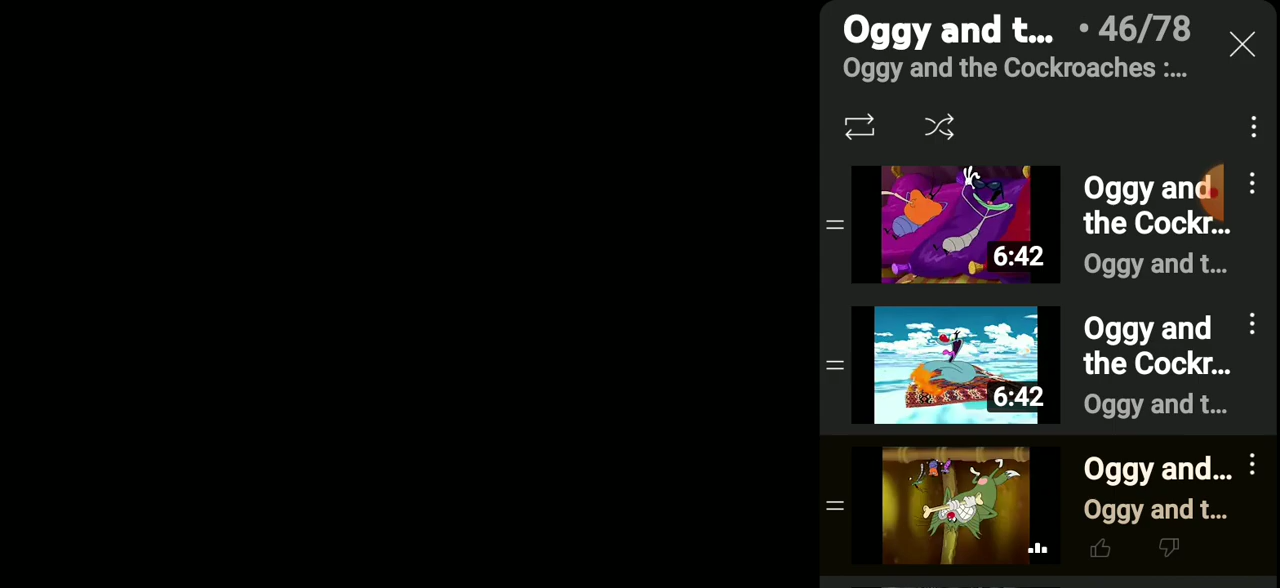 Oggy and t... • 46/78
Oggy and the Cockroaches :...
Oggy and
the Cockr...
Oggy and t...
6:42
Oggy and
the Cockr...
Oggy and t...
6:42
Oggy and...
Oggy and t...